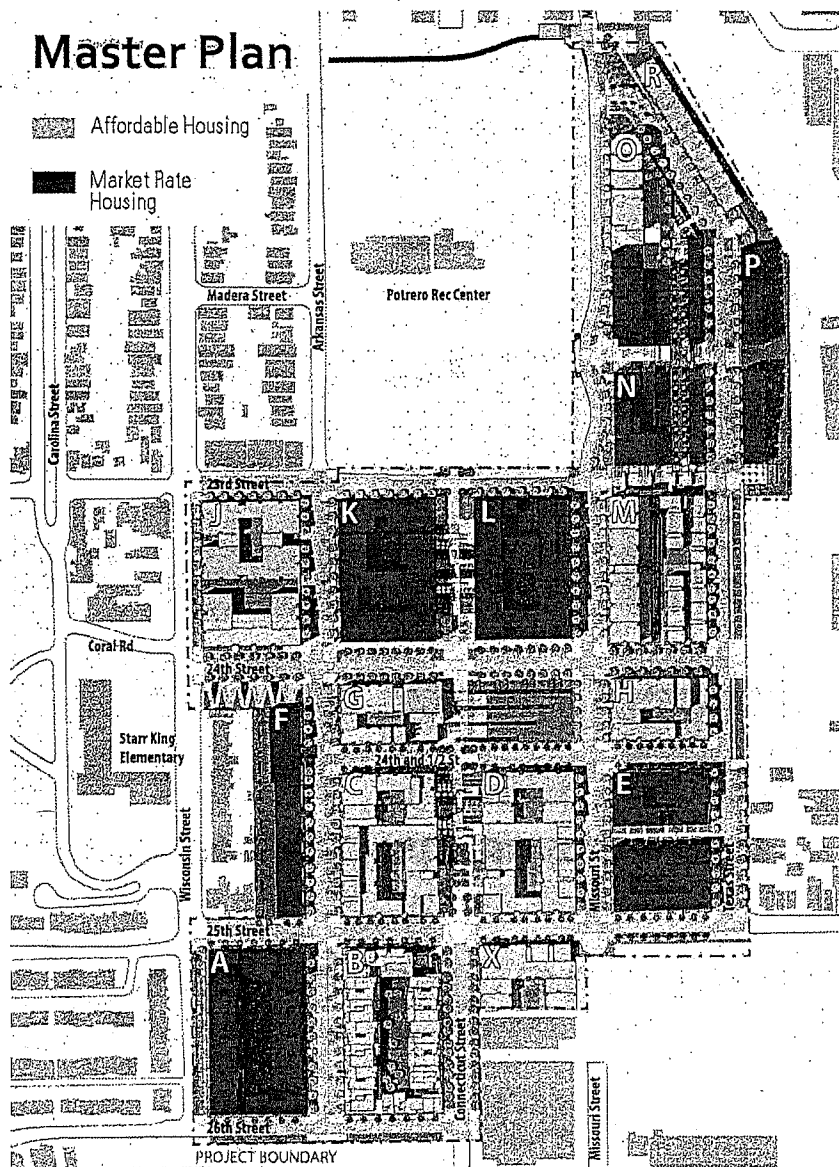 Master Plan
Affordable Housing
Market Rate
Housing
R
O
P
Madera Street
Arkansas Street
Potrero Rec Center
Carolina Street
N
23rd Street
J
K
L
M
Coral Rd
24th Street
F
G
H
Starr King
Elementary
24th and 1/2 St
C
D
E
Wisconsin Street
Missouri St
Texas Street
25th Street
A
B
X
Connecticut Street
Missouri Street
26th Street
PROJECT BOUNDARY